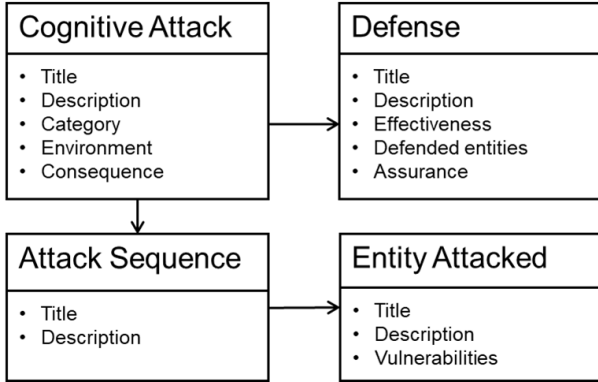 Cognitive Attack
• Title
• Description
• Category
• Environment
• Consequence
Defense
• Title
• Description
• Effectiveness
• Defended entities
• Assurance
Attack Sequence
• Title
• Description
Entity Attacked
• Title
• Description
• Vulnerabilities